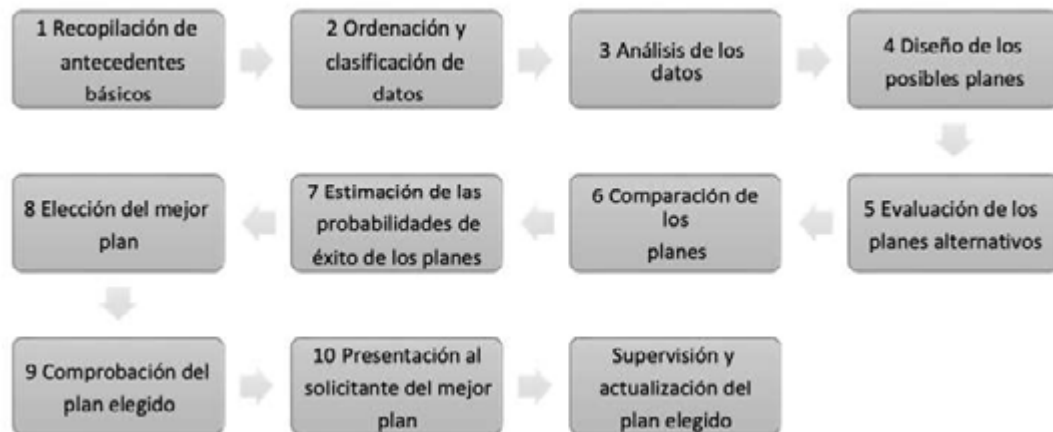 1 Recopilación de
antecedentes
básicos
2 Ordenación y
clasificación de
datos
3 Análisis de los
datos
4 Diseño de los
posibles planes
5 Evaluación de los
planes alternativos
6 Comparación de
los
planes
7 Estimación de las
probabilidades de
éxito de los planes
8 Elección del mejor
plan
9 Comprobación del
plan elegido
10 Presentación al
solicitante del mejor
plan
Supervisión y
actualización del
plan elegido